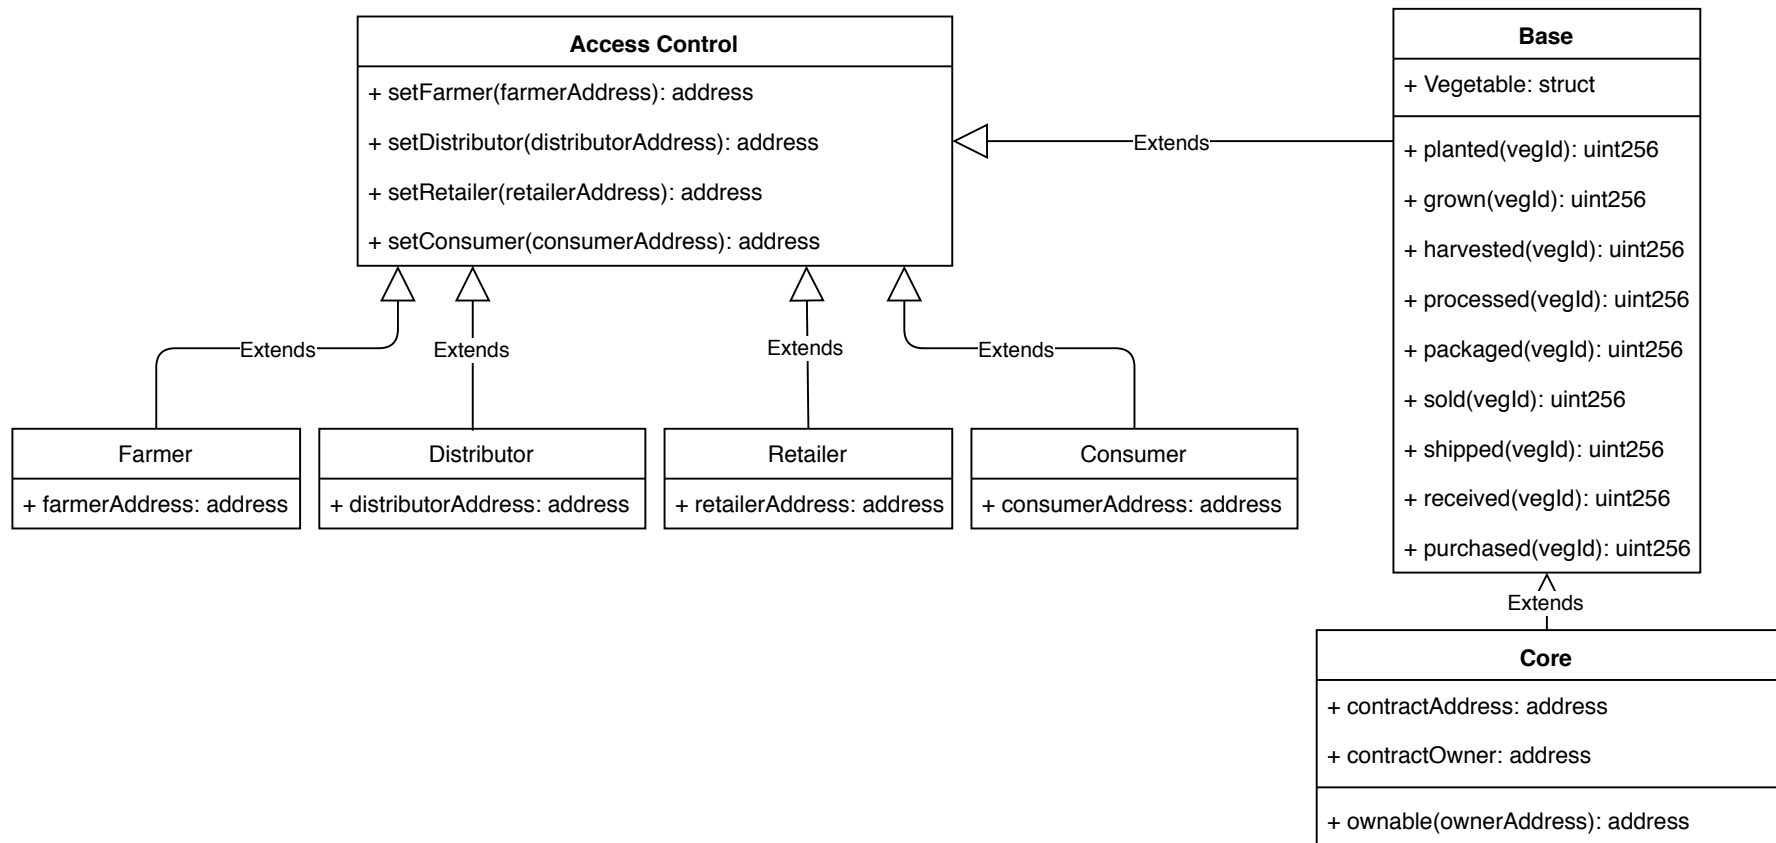 Access Control
+ setFarmer(farmerAddress): address
+ setDistributor(distributorAddress): address
+ setRetailer(retailerAddress): address
+ setConsumer(consumerAddress): address
Extends
Base
+ Vegetable: struct
+ planted(vegId): uint256
+ grown(vegId): uint256
+ harvested(vegId): uint256
+ processed(vegId): uint256
+ packaged(vegId): uint256
+ sold(vegId): uint256
+ shipped(vegId): uint256
+ received(vegId): uint256
+ purchased(vegId): uint256
Extends
Extends
Extends
Extends
Farmer
+ farmerAddress: address
Distributor
+ distributorAddress: address
Retailer
+ retailerAddress: address
Consumer
+ consumerAddress: address
Extends
Core
+ contractAddress: address
+ contractOwner: address
+ ownable(ownerAddress): address